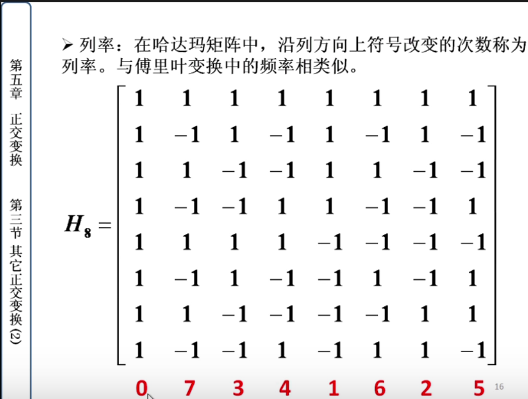 ➢ 列率：在哈达玛矩阵中，沿列方向上符号改变的次数称为
列率。与傅里叶变换中的频率相类似。
第五章 正交变换 第三节 其它正交变换(2)
1 1 1 1 1 1 1 1
1 -1 1 -1 1 -1 1 -1
1 1 -1 -1 1 1 -1 -1
1 -1 -1 1 1 -1 -1 1
H8 =
1 1 1 1 -1 -1 -1 -1
1 -1 1 -1 -1 1 -1 1
1 1 -1 -1 -1 -1 1 1
1 -1 -1 1 -1 1 1 -1
0 7 3 4 1 6 2 5
16